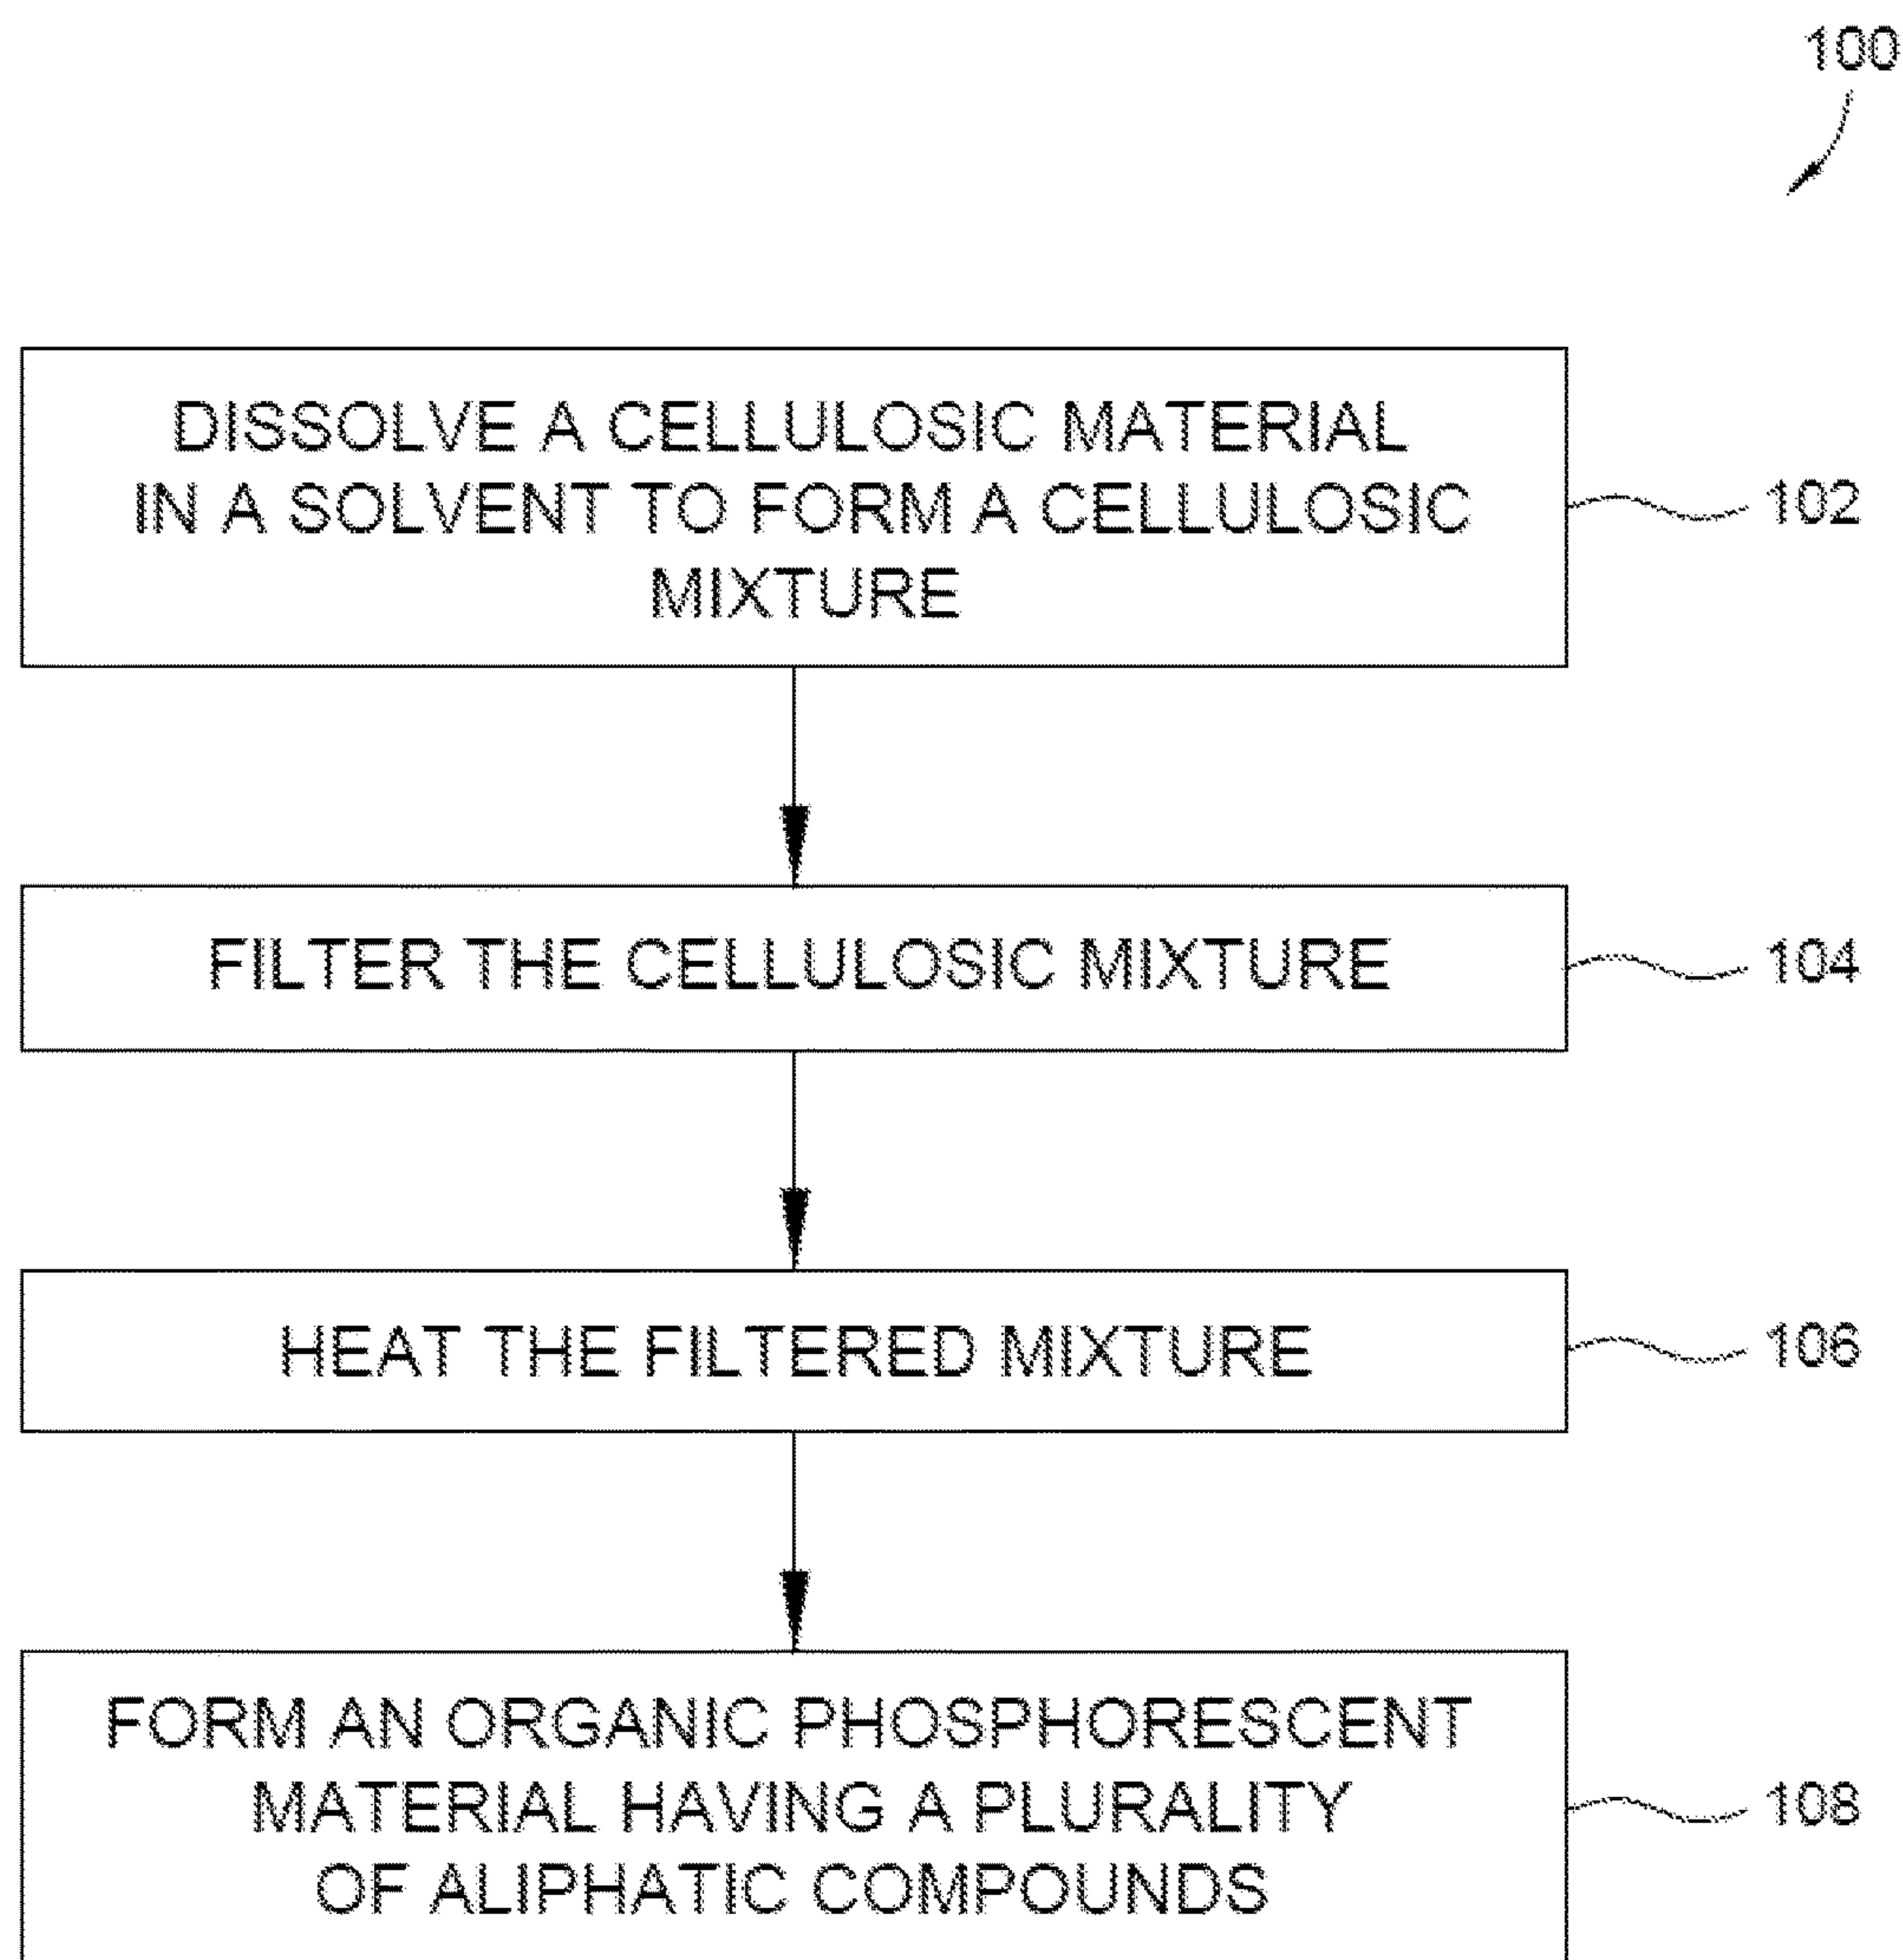 100
DISSOLVE A CELLULOSIC MATERIAL
IN A SOLVENT TO FORM A CELLULOSIC
MIXTURE
102
FILTER THE CELLULOSIC MIXTURE
104
HEAT THE FILTERED MIXTURE
106
FORM AN ORGANIC PHOSPHORESCENT
MATERIAL HAVING A PLURALITY
OF ALIPHATIC COMPOUNDS
108